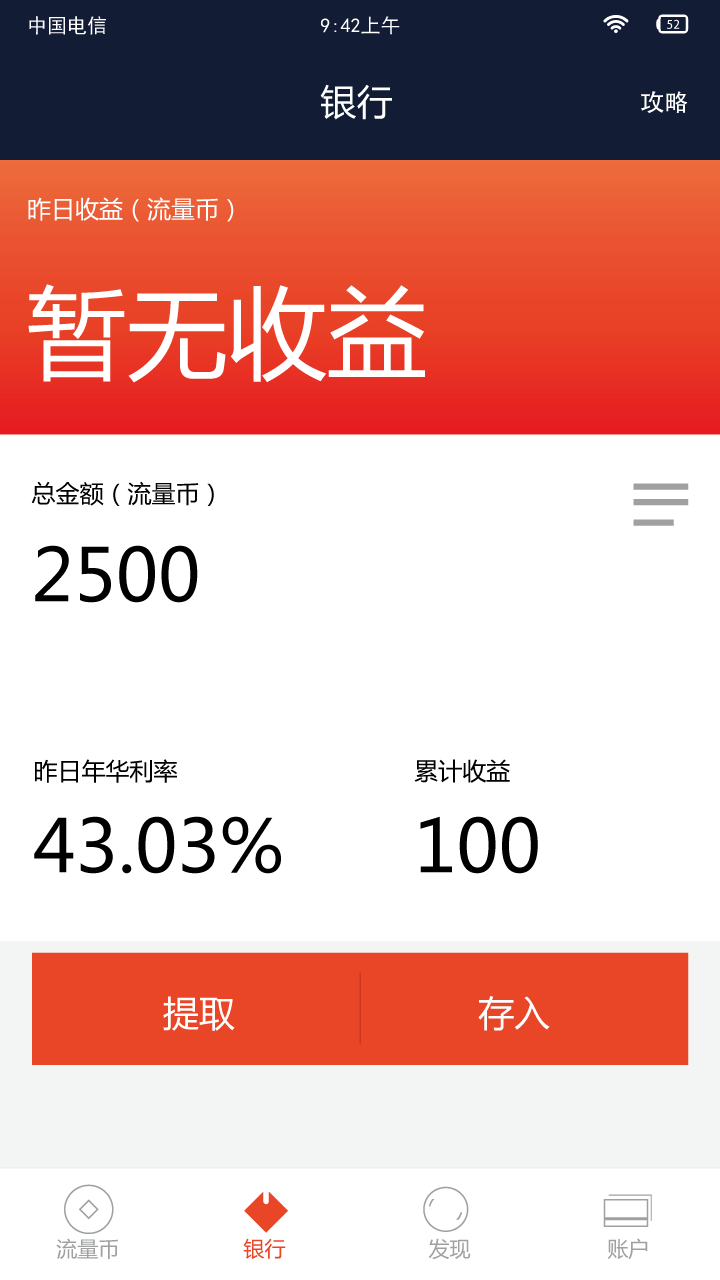 中国电信 9:42上午 52
银行 攻略
昨日收益（流量币）
暂无收益
总金额（流量币）
2500
昨日年华利率 累计收益
43.03% 100
提取 存入
流量币 银行 发现 账户